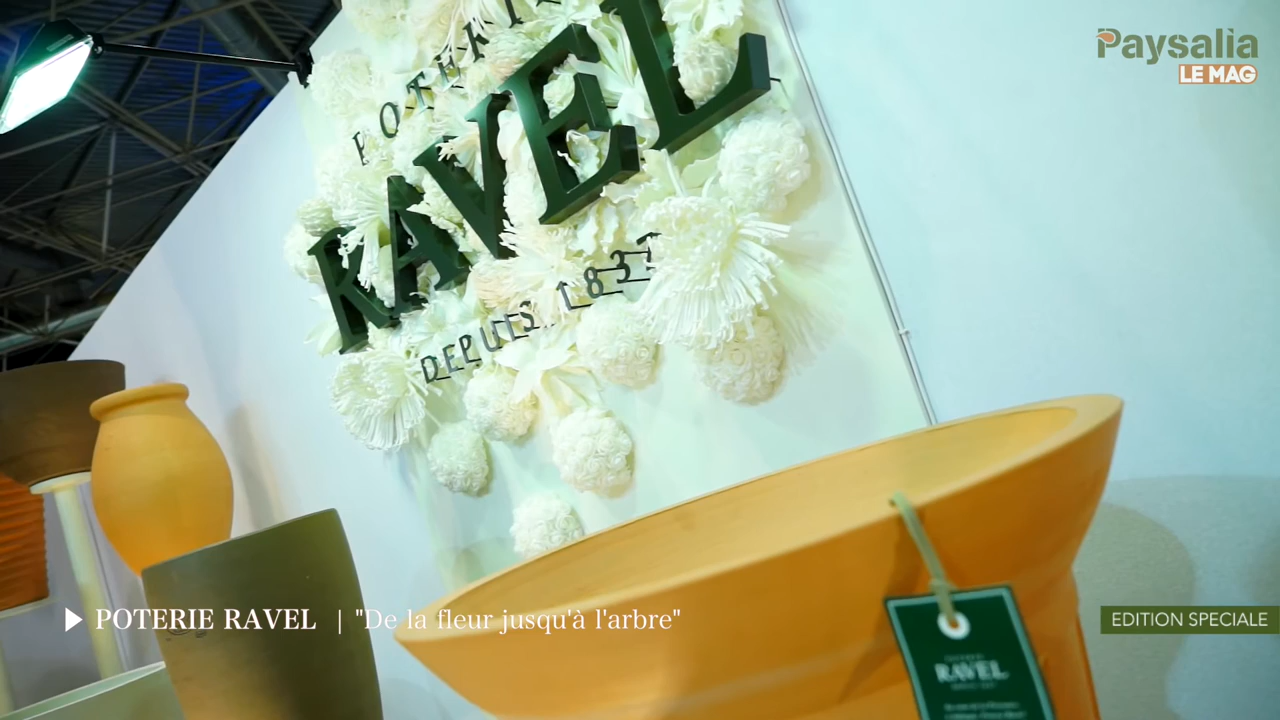 Paysalia
LE MAG
POTERIE
RAVEL
DEPUIS 1837
POTERIE RAVEL | "De la fleur jusqu'à l'arbre"
EDITION SPECIALE
RAVEL